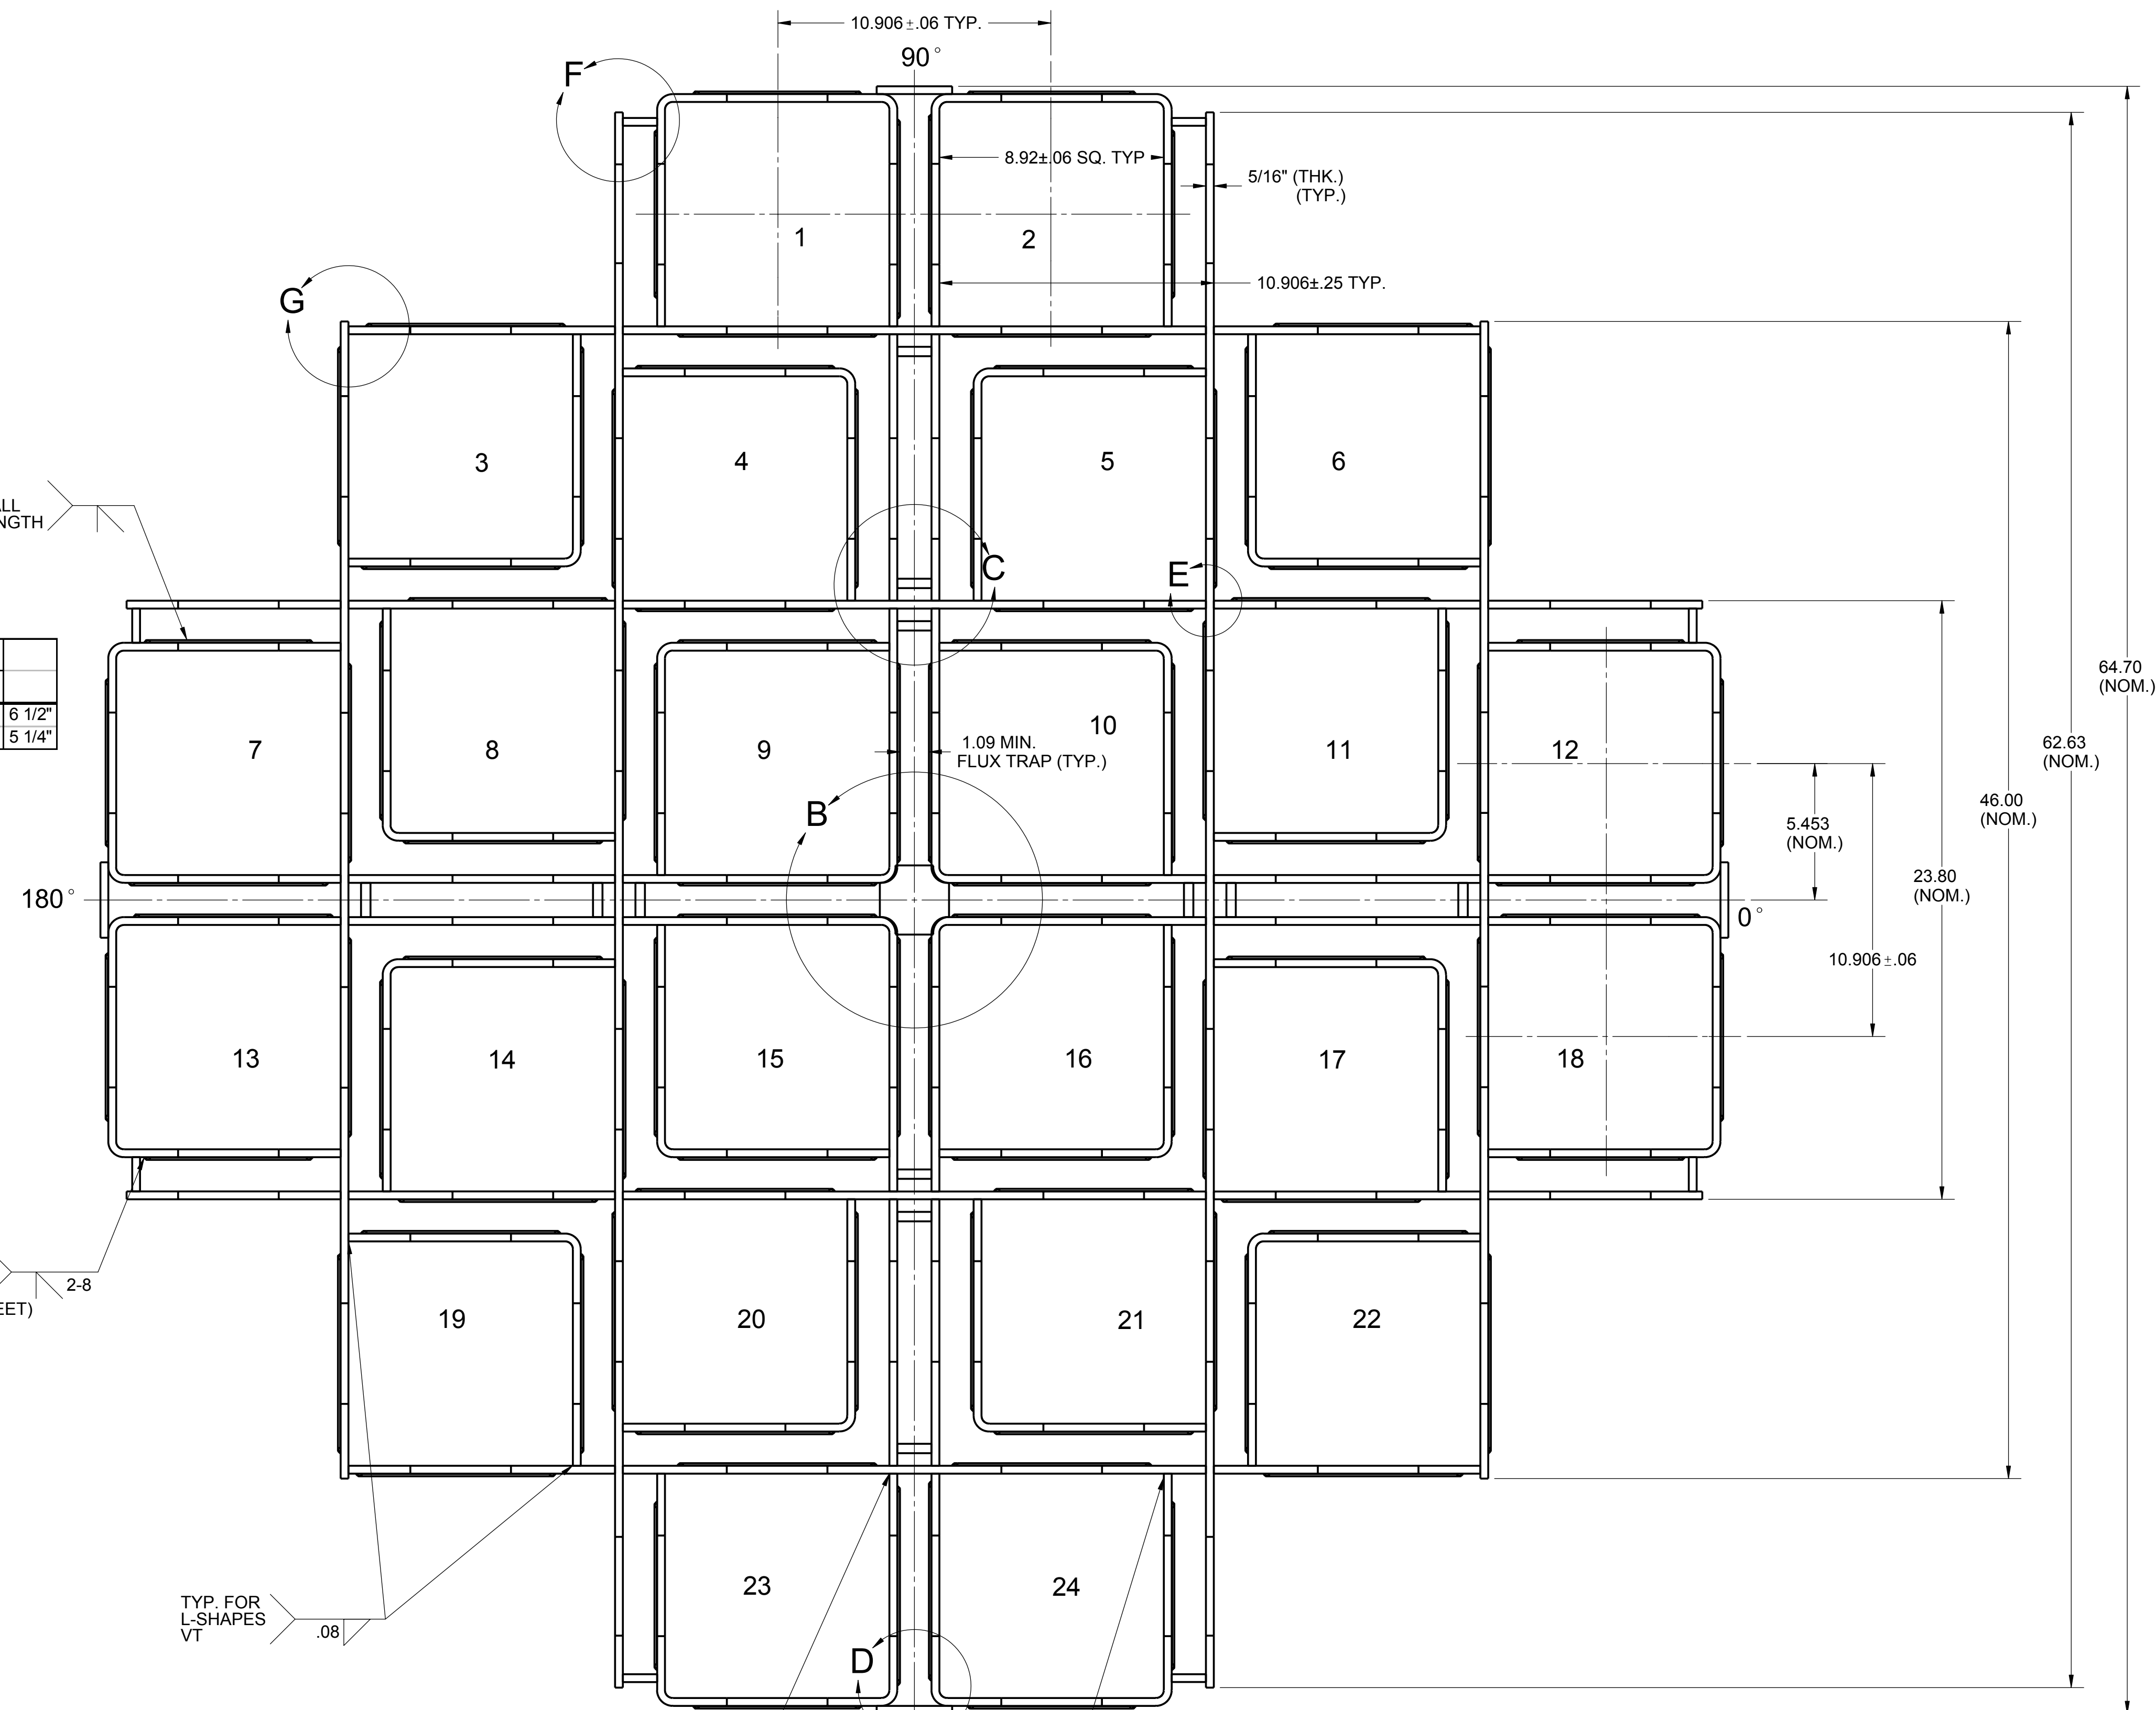 10.906±.06 TYP.
90°
F
8.92±.06 SQ. TYP
5/16" (THK.)
(TYP.)
1
2
10.906±.25 TYP.
G
3
4
5
6
ALL
NGTH
C
E
64.70
(NOM.)
6 1/2"
5 1/4"
7
8
9
10
11
12
1.09 MIN.
FLUX TRAP (TYP.)
62.63
(NOM.)
B
46.00
(NOM.)
5.453
(NOM.)
23.80
(NOM.)
180°
0°
10.906±.06
13
14
15
16
17
18
2-8
EET)
19
20
21
22
23
24
TYP. FOR
L-SHAPES
VT
.08
D